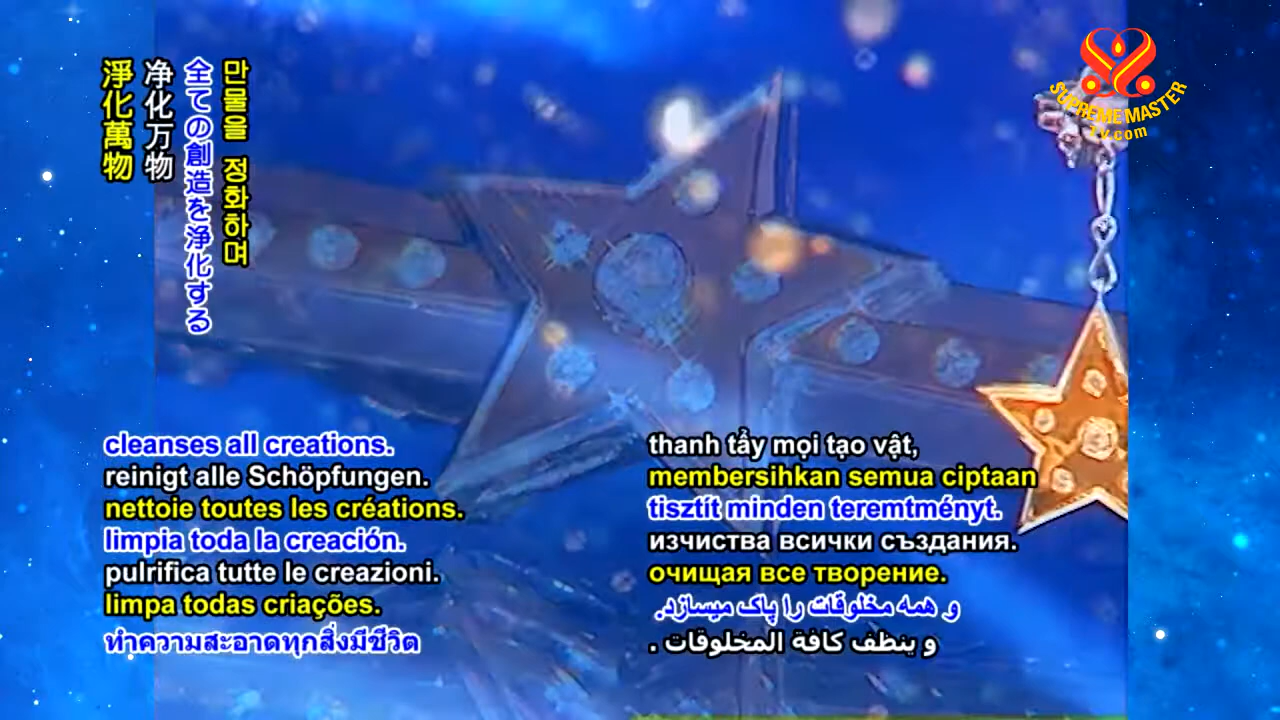 淨化萬物
净化万物
全ての創造を浄化する
만물을 정화하며
SUPREME MASTER
TV.com
cleanses all creations.
reinigt alle Schöpfungen.
nettoie toutes les créations.
limpia toda la creación.
pulrifica tutte le creazioni.
limpa todas criações.
ทำความสะอาดทุกสิ่งมีชีวิต
thanh tẩy mọi tạo vật,
membersihkan semua ciptaan
tisztít minden teremtményt.
изчиства всички създания.
очищая все творение.
و همه مخلوقات را پاک میسازد.
و ينظف كافة المخلوقات .